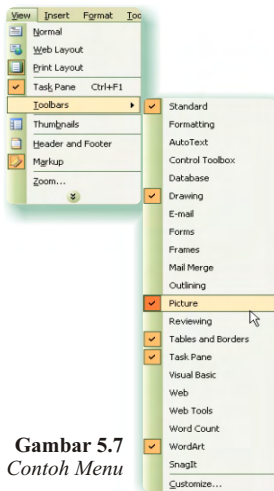 View Insert Format Too
Normal
Web Layout
Print Layout
Task Pane Ctrl+F1
Toolbars
Thumbnails
Header and Footer
Markup
Zoom...
Standard
Formatting
AutoText
Control Toolbox
Database
Drawing
E-mail
Forms
Frames
Mail Merge
Outlining
Picture
Reviewing
Tables and Borders
Task Pane
Visual Basic
Web
Web Tools
Word Count
WordArt
SnagIt
Customize...
Gambar 5.7
Contoh Menu